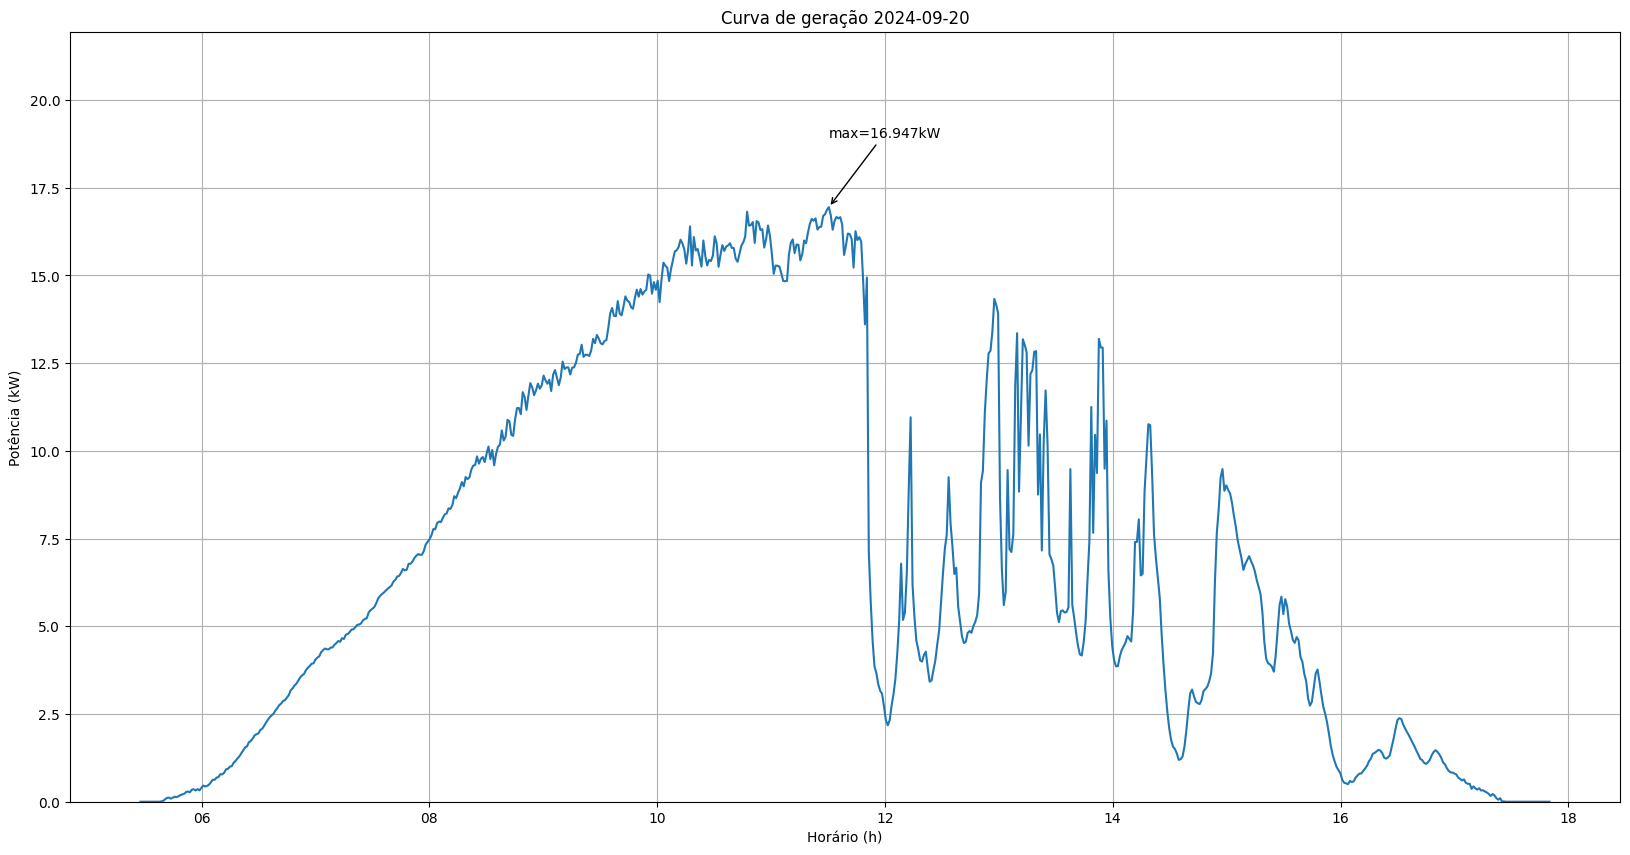 Curva de geração 2024-09-20
max=16.947kW
Potência (kW)
20.0
17.5
15.0
12.5
10.0
7.5
5.0
2.5
0.0
06 08 10 12 14 16 18
Horário (h)